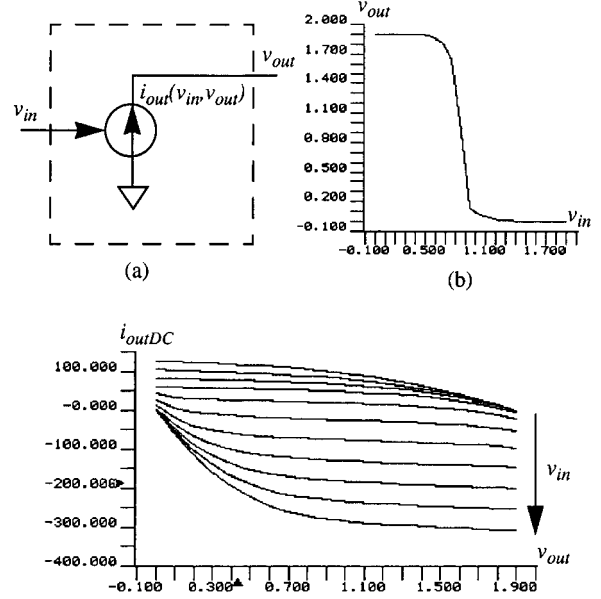 v_out
v_in
i_out(v_in, v_out)
(a)
v_out
2.000
1.700
1.400
1.100
0.800
0.500
0.200
-0.100
v_in
-0.100 0.500 1.100 1.700
(b)
i_outDC
100.000
-0.000
-100.000
-200.000
-300.000
-400.000
v_in
v_out
-0.100 0.300 0.700 1.100 1.500 1.900